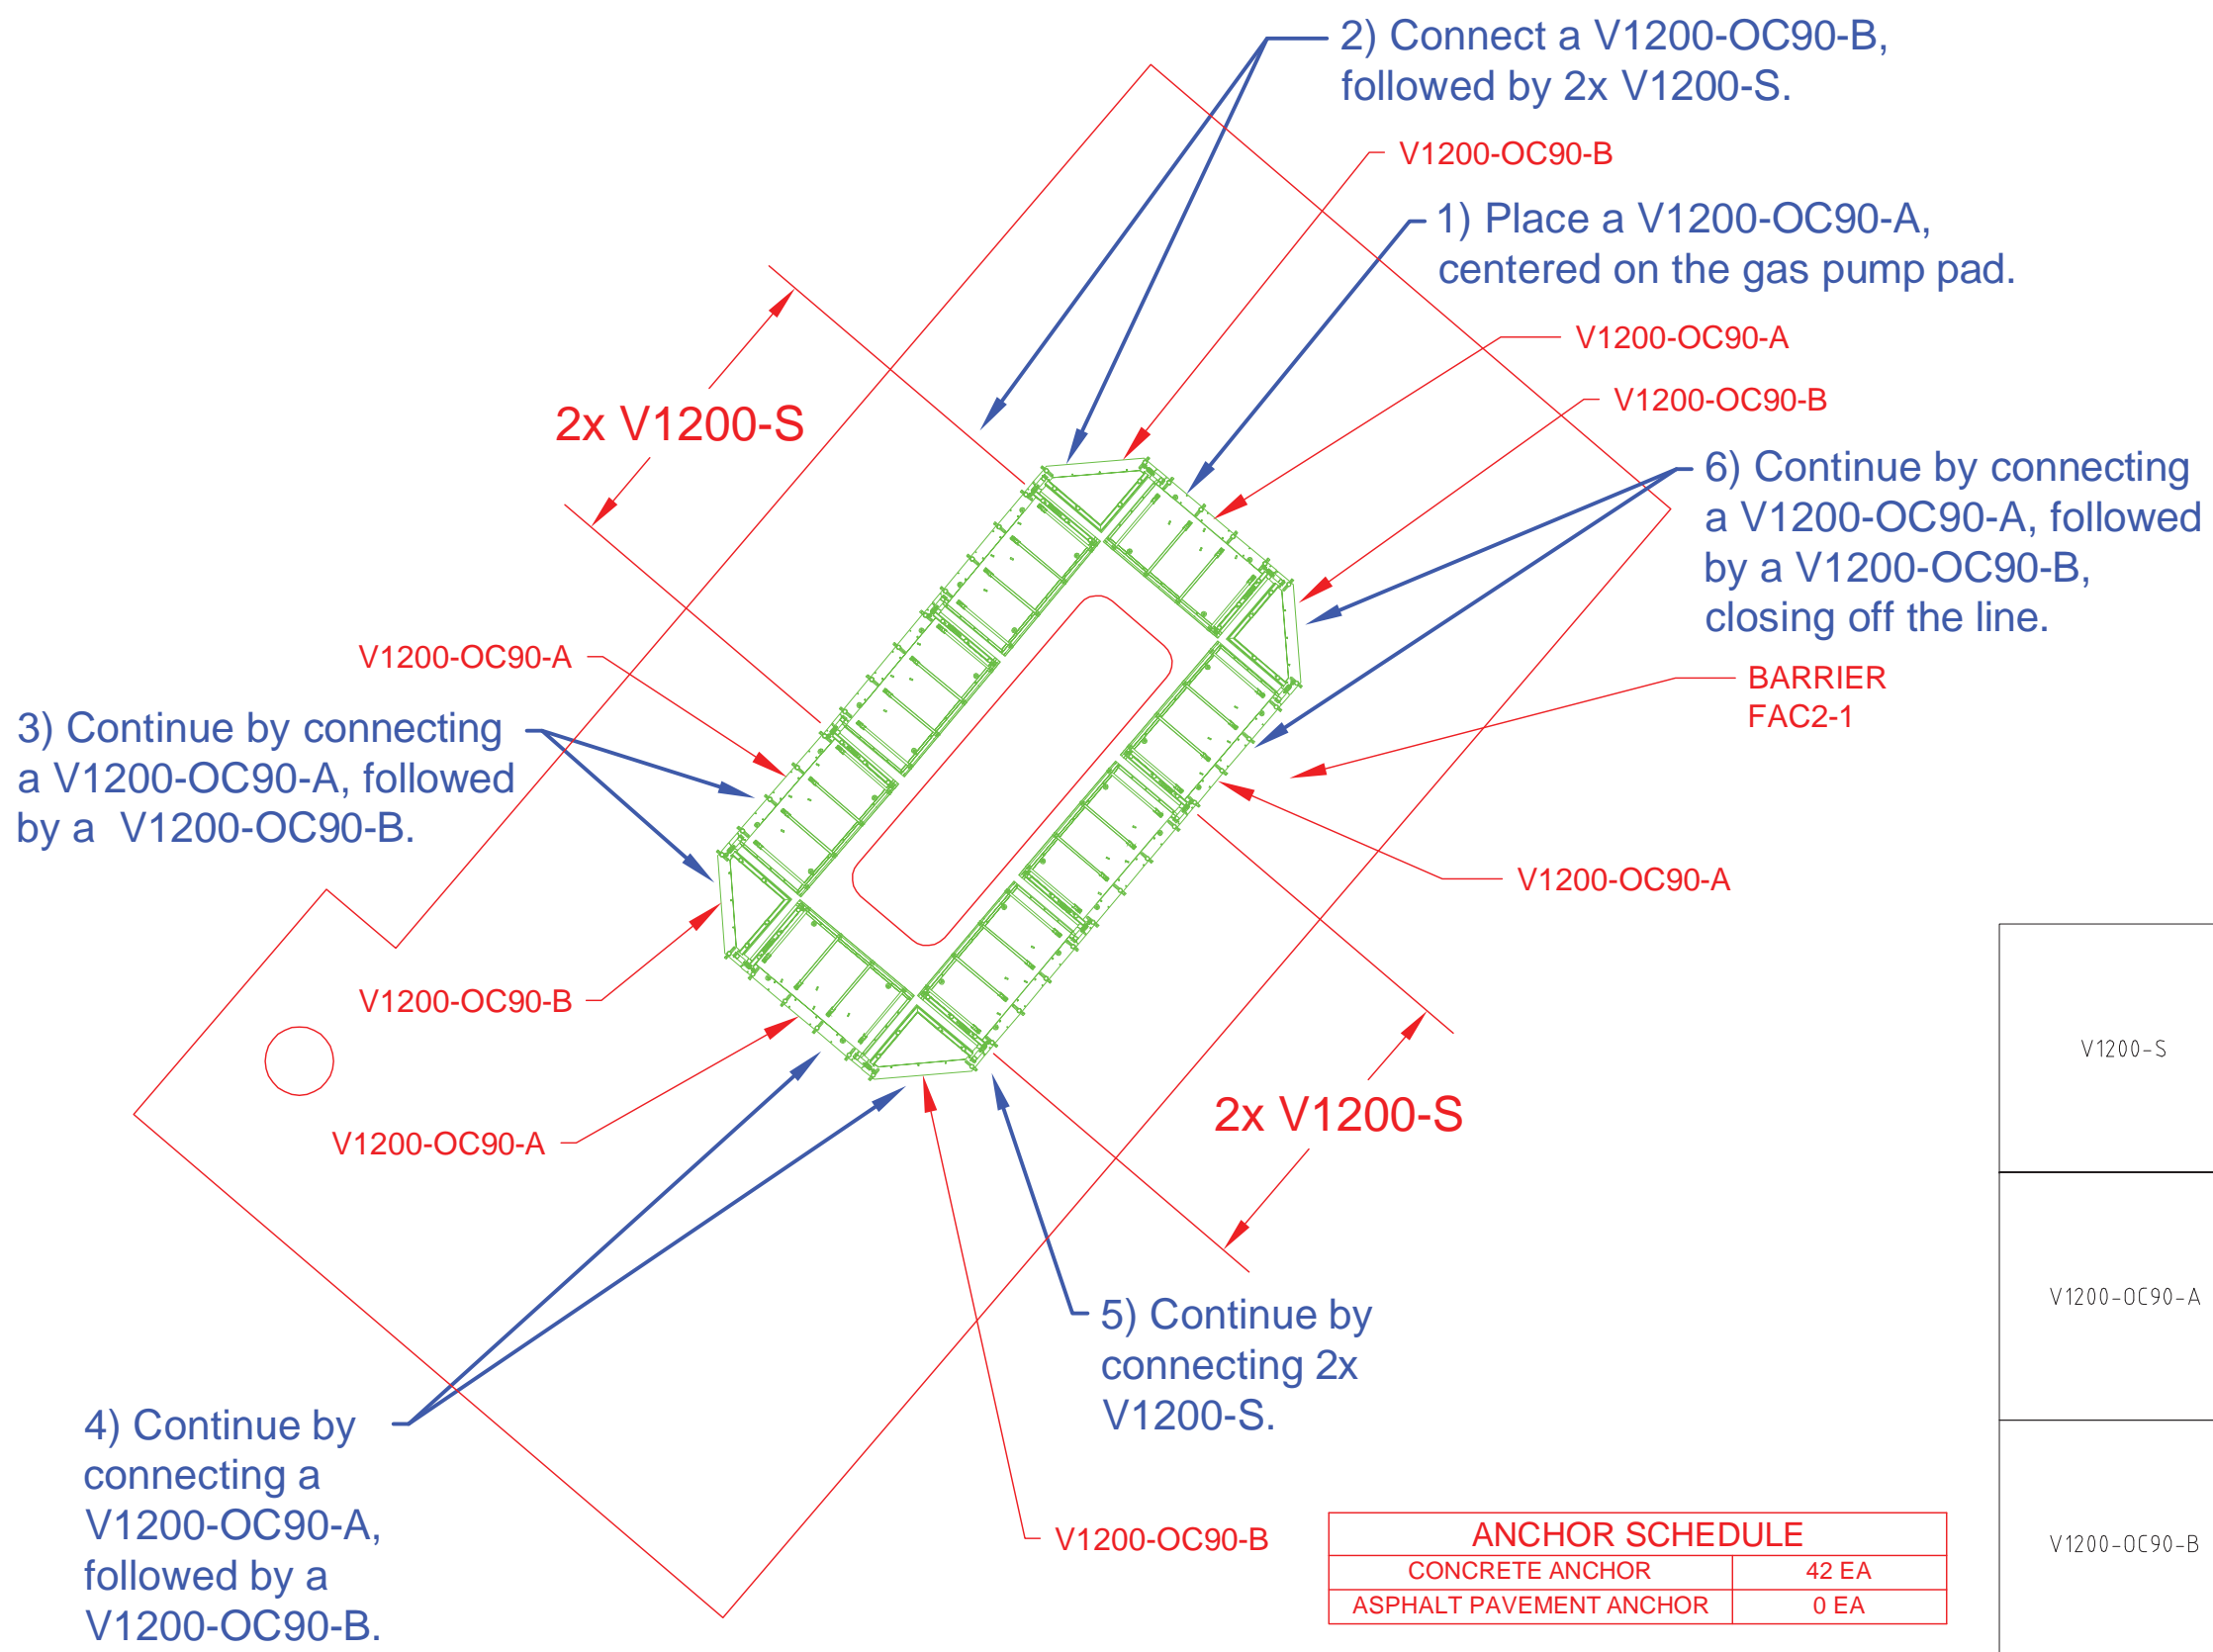 2) Connect a V1200-OC90-B,
followed by 2x V1200-S.
V1200-OC90-B
1) Place a V1200-OC90-A,
centered on the gas pump pad.
V1200-OC90-A
V1200-OC90-B
2x V1200-S
6) Continue by connecting
a V1200-OC90-A, followed
by a V1200-OC90-B,
closing off the line.
V1200-OC90-A
BARRIER
FAC2-1
3) Continue by connecting
a V1200-OC90-A, followed
by a V1200-OC90-B.
V1200-OC90-A
V1200-OC90-B
V1200-S
2x V1200-S
V1200-OC90-A
V1200-OC90-A
5) Continue by
connecting 2x
V1200-S.
4) Continue by
connecting a
V1200-OC90-A,
followed by a
V1200-OC90-B.
V1200-OC90-B
V1200-OC90-B
ANCHOR SCHEDULE
CONCRETE ANCHOR 42 EA
ASPHALT PAVEMENT ANCHOR 0 EA